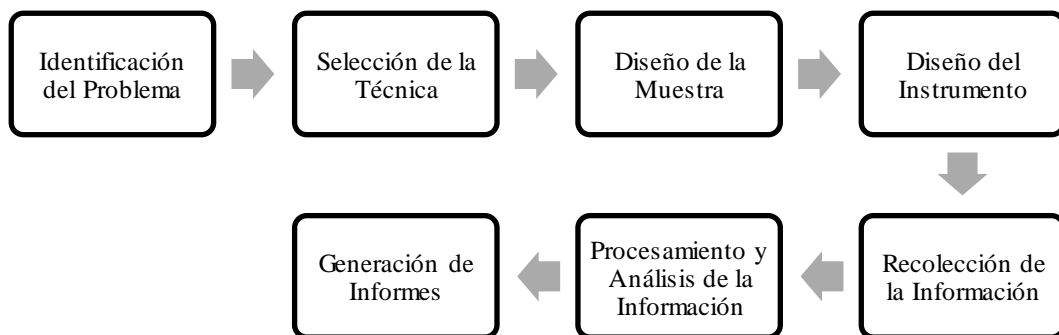 Identificación
del Problema
Selección de la
Técnica
Diseño de la
Muestra
Diseño del
Instrumento
Recolección de
la Información
Procesamiento y
Análisis de la
Información
Generación de
Informes